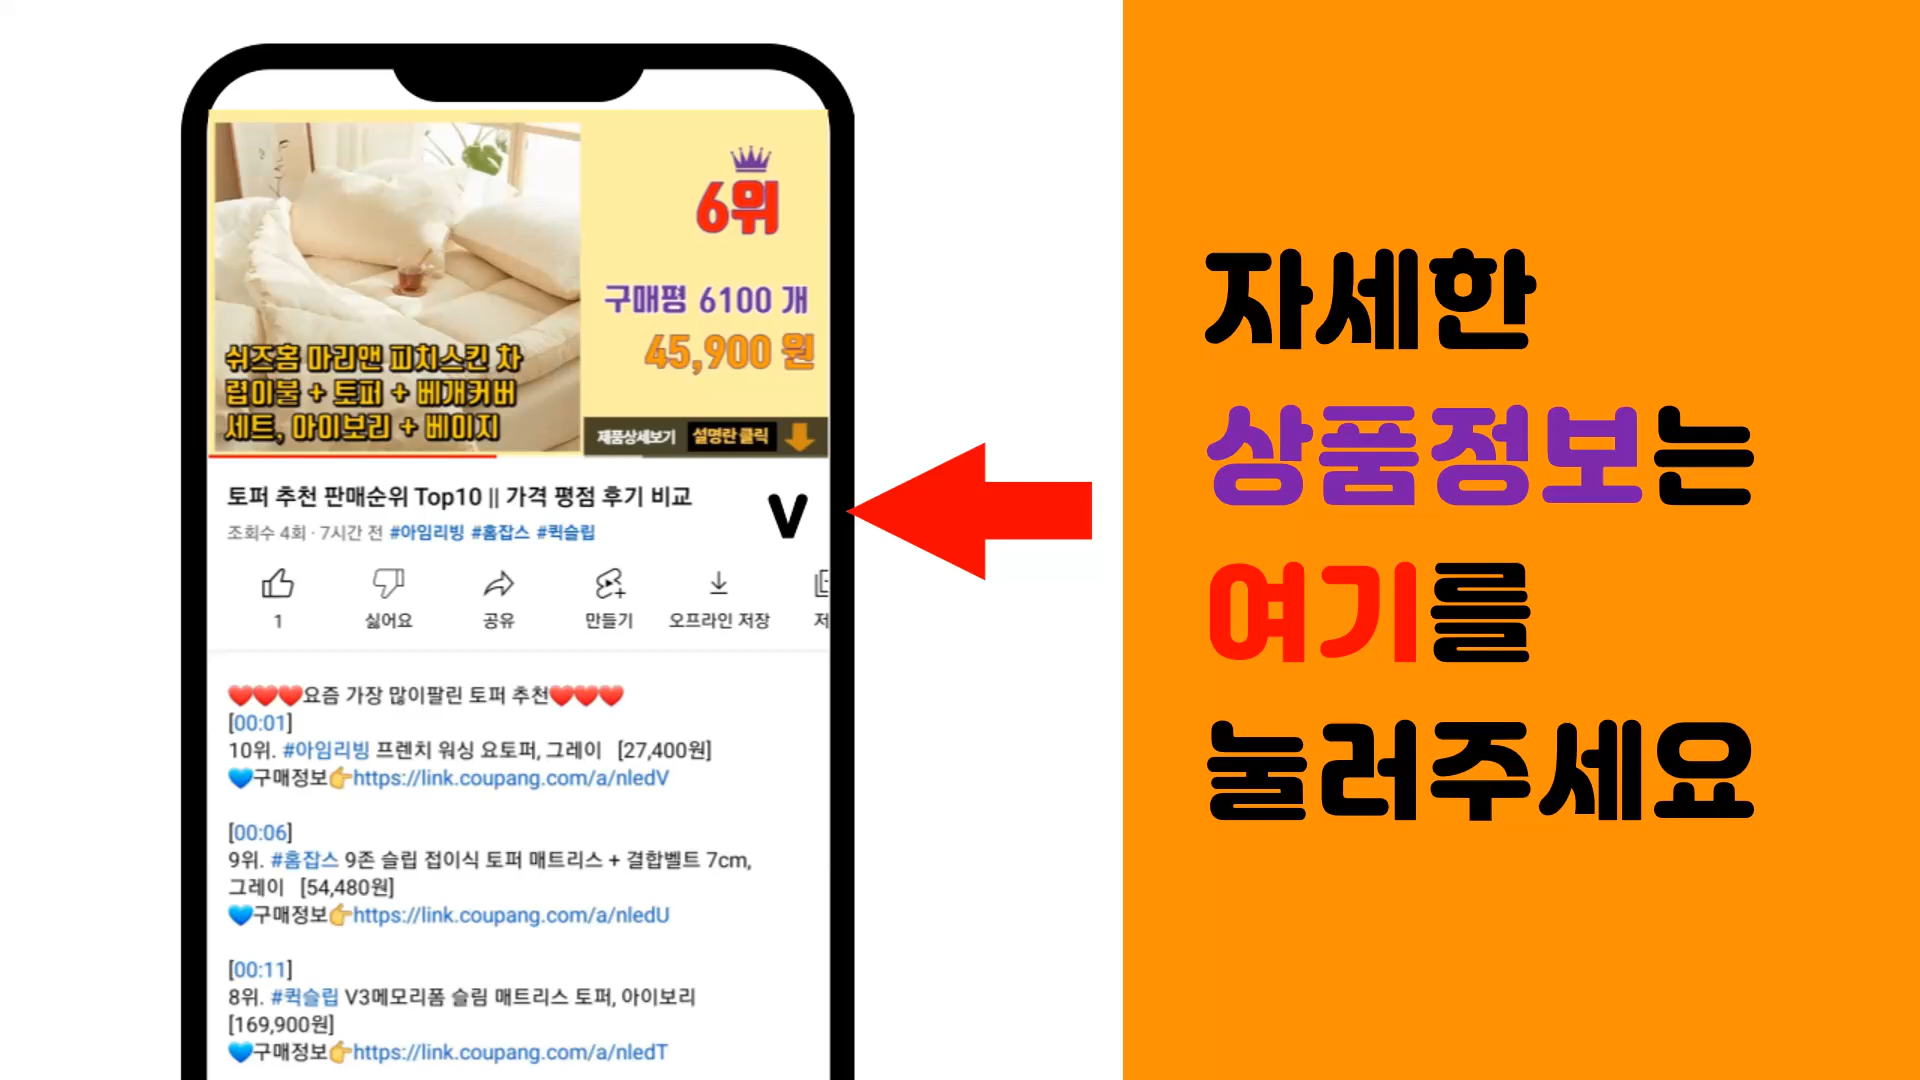 6위
구매평 6100 개
45,900 원
쉬즈홈 마리앤 피치스킨 차
렵이불 + 토퍼 + 베개커버
세트, 아이보리 + 베이지
제품상세보기 설명란 클릭
토퍼 추천 판매순위 Top10 || 가격 평점 후기 비교
V
조회수 4회 · 7시간 전 #아임리빙 #홈잡스 #퀵슬립
1 싫어요 공유 만들기 오프라인 저장 저
❤️❤️❤️요즘 가장 많이팔린 토퍼 추천❤️❤️❤️
[00:01]
10위. #아임리빙 프렌치 워싱 요토퍼, 그레이 [27,400원]
💙구매정보👉https://link.coupang.com/a/nledV
[00:06]
9위. #홈잡스 9존 슬립 접이식 토퍼 매트리스 + 결합벨트 7cm,
그레이 [54,480원]
💙구매정보👉https://link.coupang.com/a/nledU
[00:11]
8위. #퀵슬립 V3메모리폼 슬림 매트리스 토퍼, 아이보리
[169,900원]
💙구매정보👉https://link.coupang.com/a/nledT
자세한
상품정보는
여기를
눌러주세요